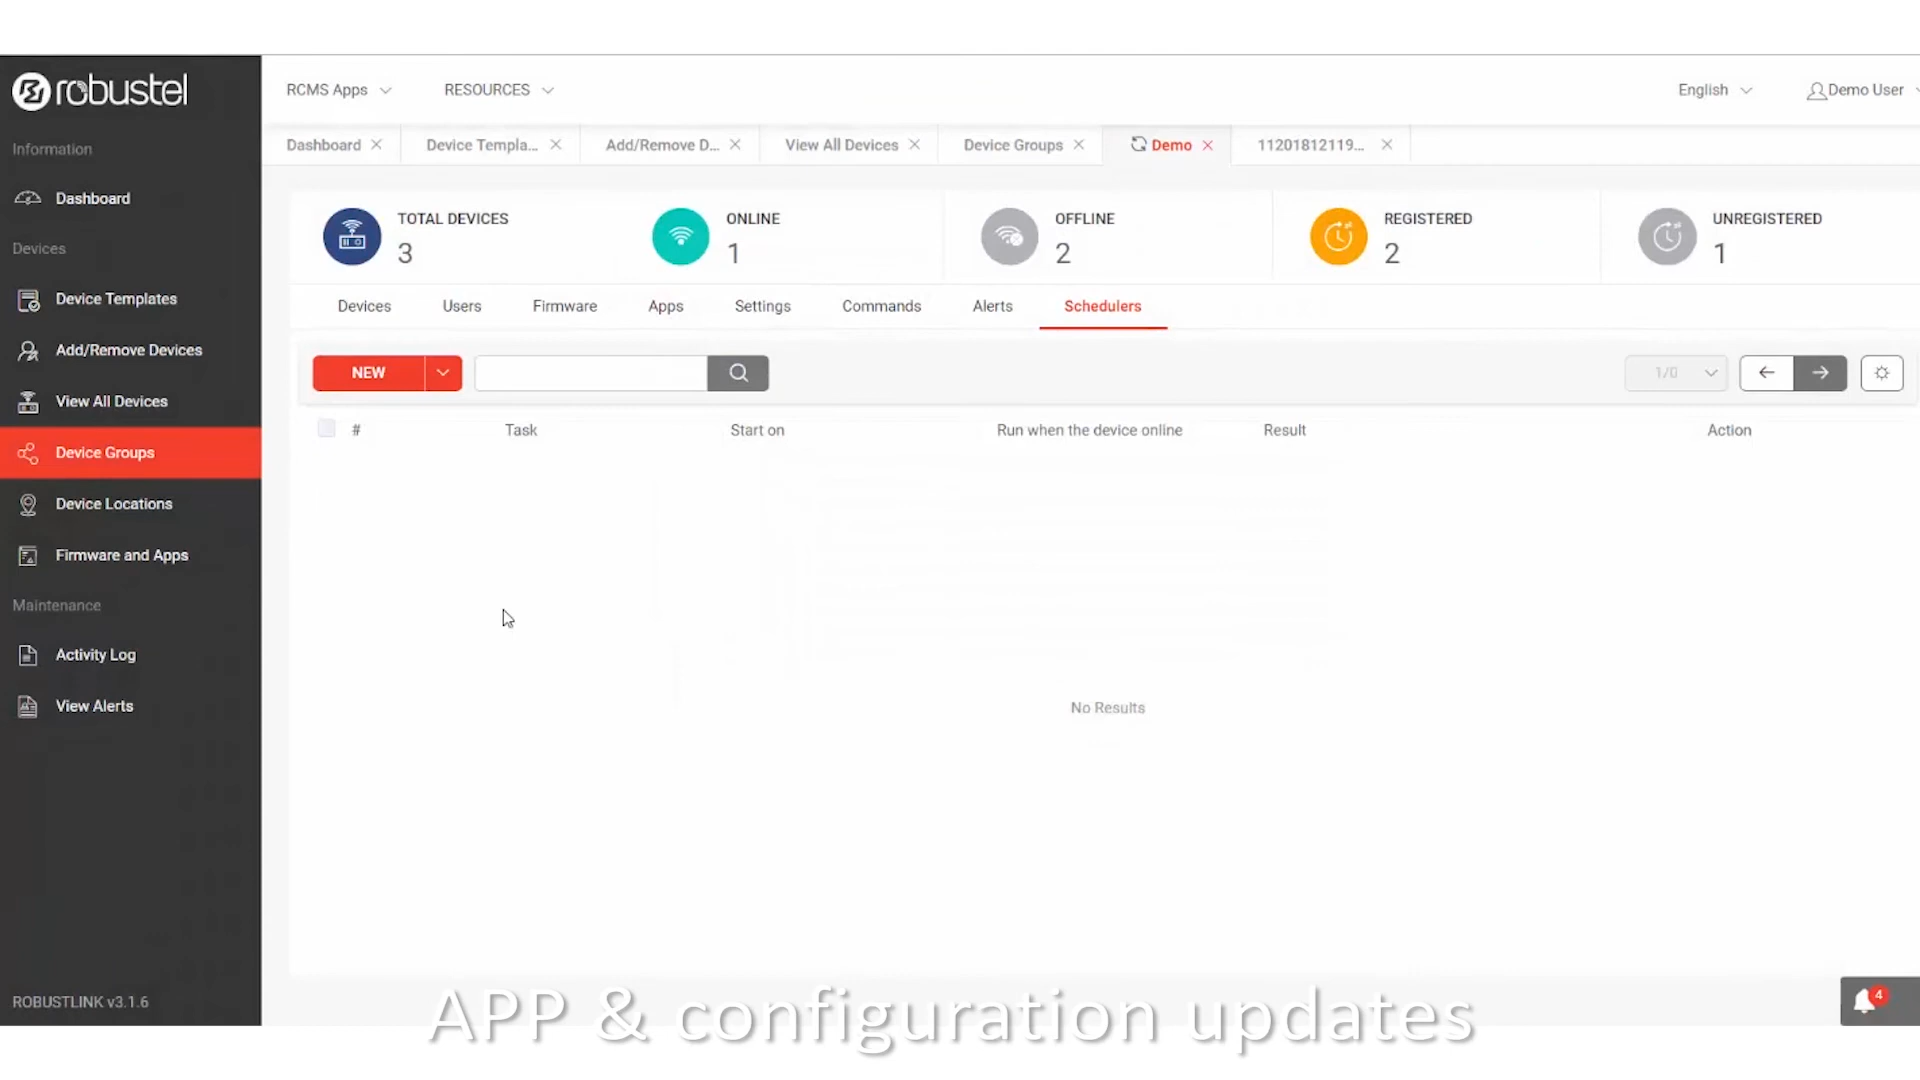 robustel
RCMS Apps RESOURCES English Demo User
Dashboard Device Templa... Add/Remove D... View All Devices Device Groups Demo 11201812119...
Information
Dashboard
Devices
Device Templates
Add/Remove Devices
View All Devices
Device Groups
Device Locations
Firmware and Apps
Maintenance
Activity Log
View Alerts
ROBUSTLINK v3.1.6
TOTAL DEVICES
3
ONLINE
1
OFFLINE
2
REGISTERED
2
UNREGISTERED
1
Devices Users Firmware Apps Settings Commands Alerts Schedulers
NEW 1/0
# Task Start on Run when the device online Result Action
No Results
4
APP & configuration updates